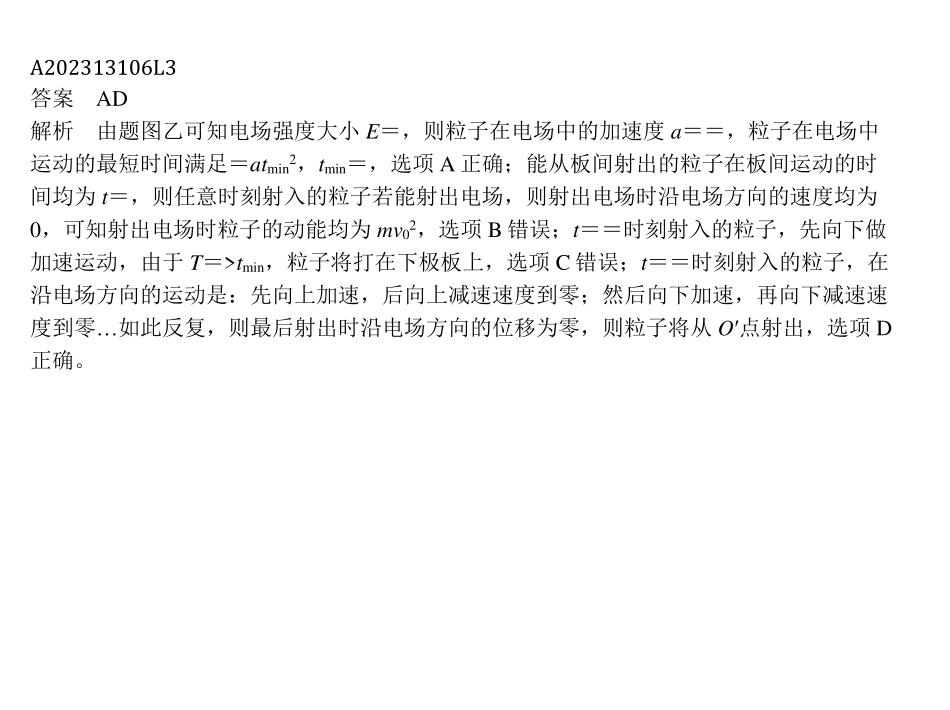 A202313106L3
答案 AD
解析 由题图乙可知电场强度大小 E＝，则粒子在电场中的加速度 a＝＝，粒子在电场中
运动的最短时间满足＝atmin²，tmin＝，选项 A 正确；能从板间射出的粒子在板间运动的时
间均为 t＝，则任意时刻射入的粒子若能射出电场，则射出电场时沿电场方向的速度均为
0，可知射出电场时粒子的动能均为 mv₀²，选项 B 错误；t＝＝时刻射入的粒子，先向下做
加速运动，由于 T＝>tmin，粒子将打在下极板上，选项 C 错误；t＝＝时刻射入的粒子，在
沿电场方向的运动是：先向上加速，后向上减速速度到零；然后向下加速，再向下减速速
度到零…如此反复，则最后射出时沿电场方向的位移为零，则粒子将从 O′点射出，选项 D
正确。